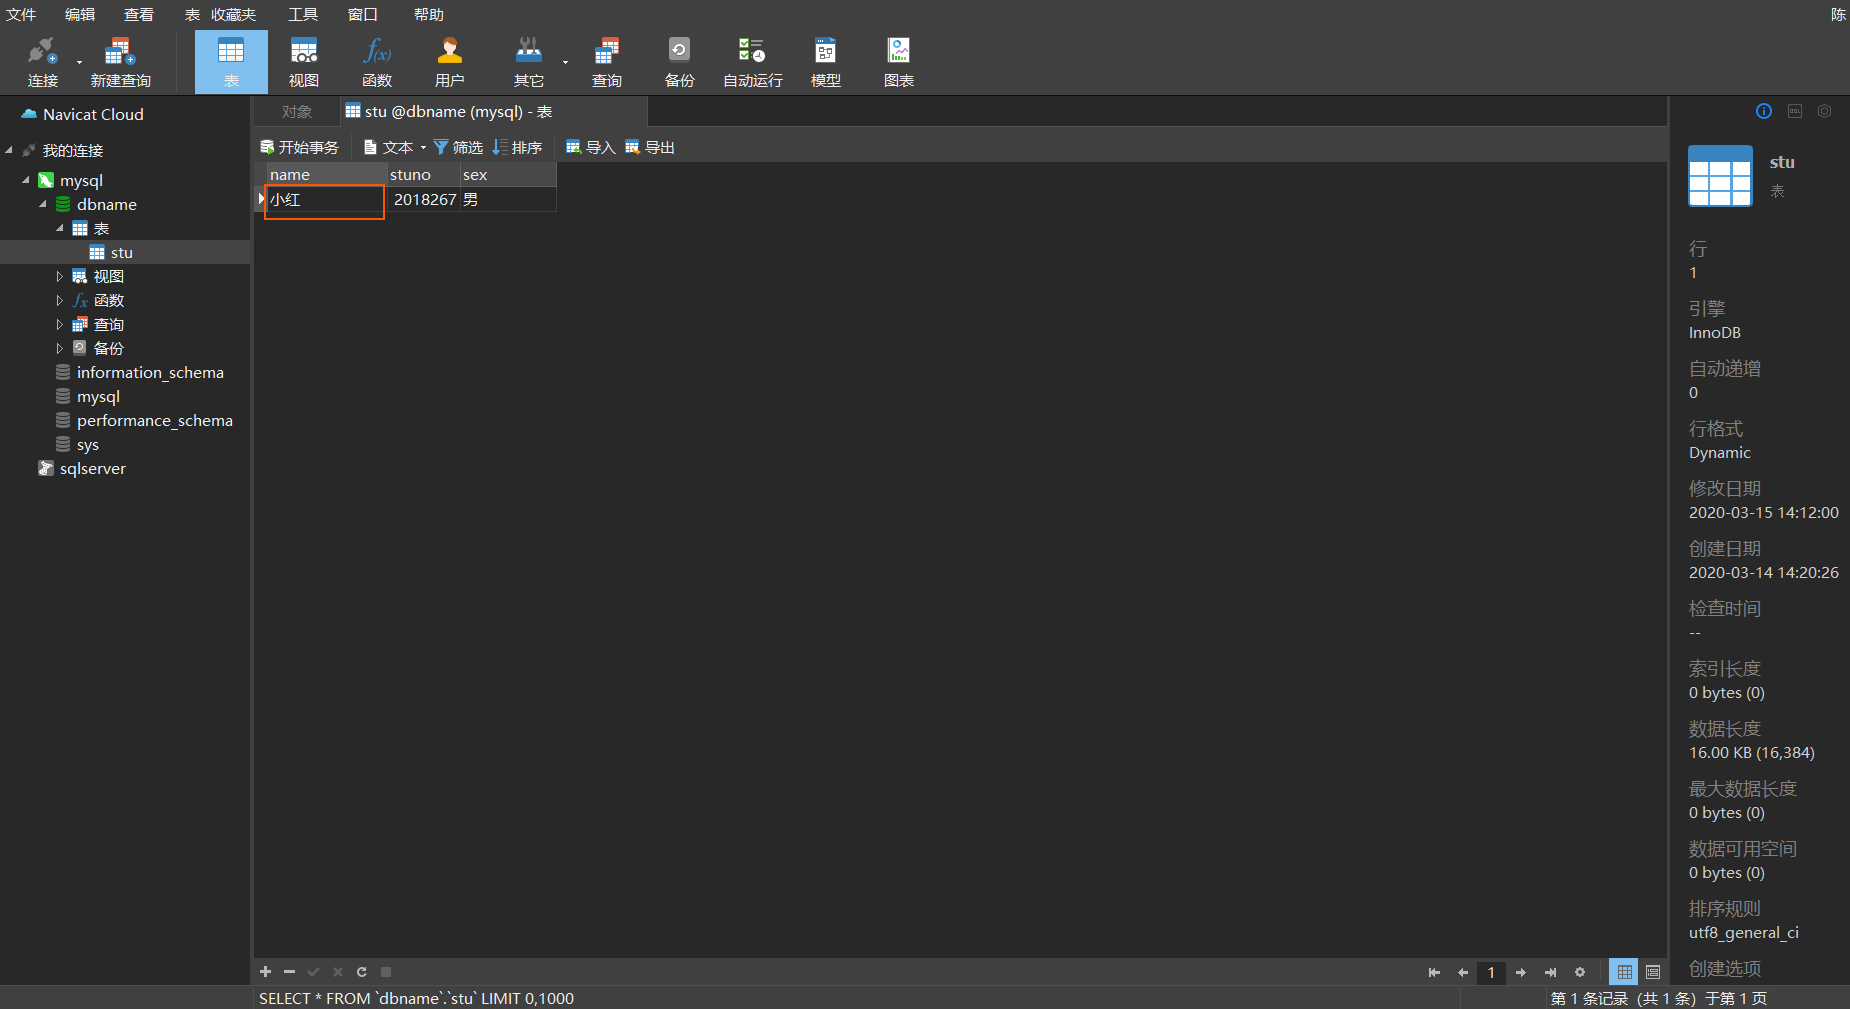 文件 编辑 查看 表 收藏夹 工具 窗口 帮助 陈
连接 新建查询 表 视图 函数 用户 其它 查询 备份 自动运行 模型 图表
Navicat Cloud
我的连接
mysql
dbname
表
stu
视图
函数
查询
备份
information_schema
mysql
performance_schema
sys
sqlserver
对象 stu @dbname (mysql) - 表
开始事务 文本 筛选 排序 导入 导出
name stuno sex
小红 2018267 男
stu
表
行
1
引擎
InnoDB
自动递增
0
行格式
Dynamic
修改日期
2020-03-15 14:12:00
创建日期
2020-03-14 14:20:26
检查时间
--
索引长度
0 bytes (0)
数据长度
16.00 KB (16,384)
最大数据长度
0 bytes (0)
数据可用空间
0 bytes (0)
排序规则
utf8_general_ci
创建选项
1
SELECT * FROM `dbname`.`stu` LIMIT 0,1000
第 1 条记录 (共 1 条) 于第 1 页